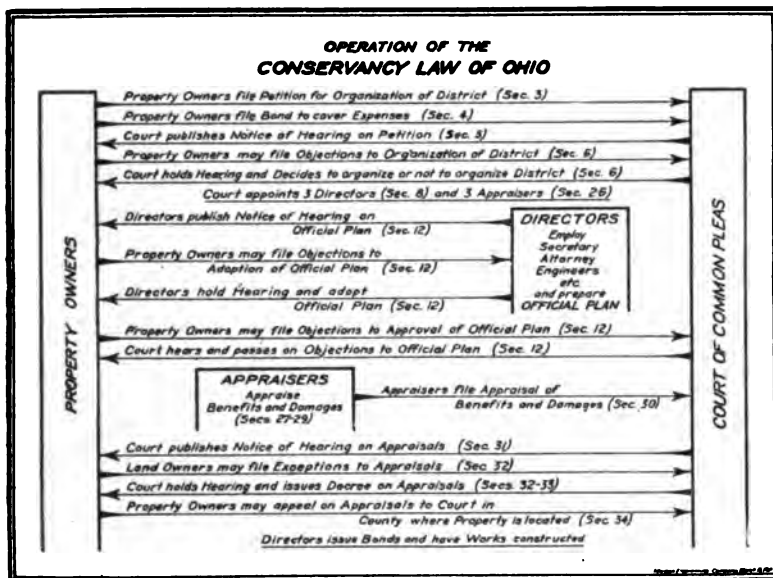 OPERATION OF THE
CONSERVANCY LAW OF OHIO
PROPERTY OWNERS
COURT OF COMMON PLEAS
Property Owners file Petition for Organization of District (Sec. 3)
Property Owners file Bond to cover Expenses (Sec. 4)
Court publishes Notice of Hearing on Petition (Sec. 5)
Property Owners may file Objections to Organization of District (Sec. 6)
Court holds Hearing and Decides to organize or not to organize District (Sec. 6)
Court appoints 3 Directors (Sec. 8) and 3 Appraisers (Sec. 26)
Directors publish Notice of Hearing on
Official Plan (Sec. 12)
Property Owners may file Objections to
Adoption of Official Plan (Sec. 12)
Directors hold Hearing and adopt
Official Plan (Sec. 12)
DIRECTORS
Employ
Secretary
Attorney
Engineers
etc
and prepare
OFFICIAL PLAN
Property Owners may file Objections to Approval of Official Plan (Sec. 12)
Court hears and passes on Objections to Official Plan (Sec. 12)
APPRAISERS
Appraise
Benefits and Damages
(Secs. 27-29)
Appraisers file Appraisal of
Benefits and Damages (Sec. 30)
Court publishes Notice of Hearing on Appraisals (Sec. 31)
Land Owners may file Exceptions to Appraisals (Sec. 32)
Court holds Hearing and issues Decree on Appraisals (Secs. 32-33)
Property Owners may appeal on Appraisals to Court in
County where Property is located (Sec. 34)
Directors issue Bonds and have Works constructed